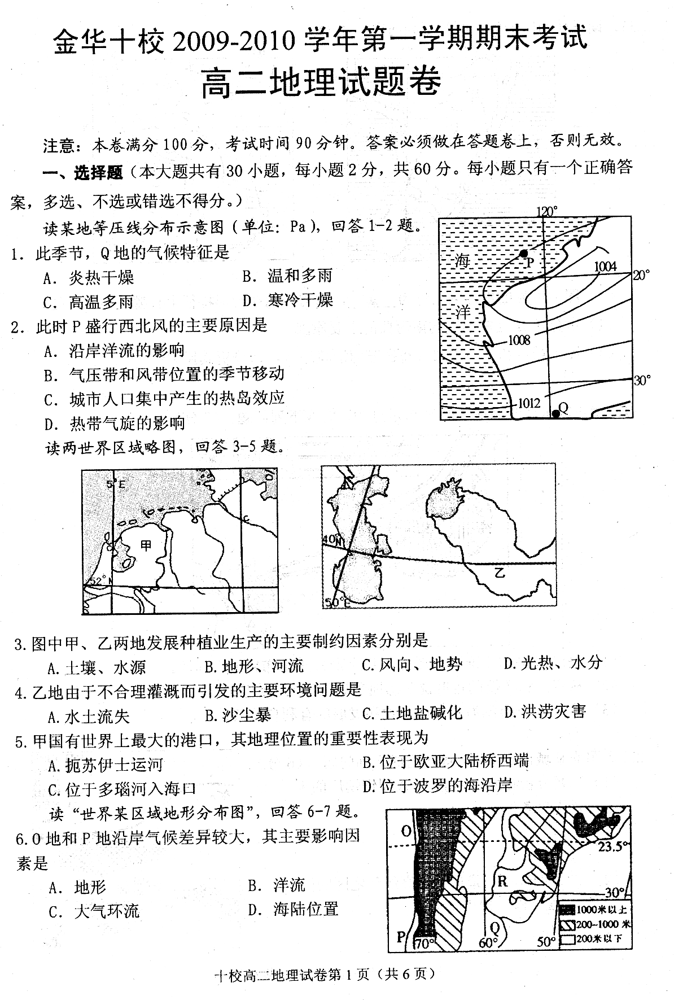 金华十校 2009-2010 学年第一学期期末考试
高二地理试题卷
注意：本卷满分 100 分，考试时间 90 分钟。答案必须做在答题卷上，否则无效。
一、选择题（本大题共有 30 小题，每小题 2 分，共 60 分。每小题只有一个正确答
案，多选、不选或错选不得分。）
读某地等压线分布示意图（单位：Pa），回答 1-2 题。
1．此季节，Q 地的气候特征是
A．炎热干燥 B．温和多雨
C．高温多雨 D．寒冷干燥
2．此时 P 盛行西北风的主要原因是
A．沿岸洋流的影响
B．气压带和风带位置的季节移动
C．城市人口集中产生的热岛效应
D．热带气旋的影响
120°
海
P
1004
20°
洋
1008
30°
1012
Q
读两世界区域略图，回答 3-5 题。
5°E
甲
52°N
40°N
乙
50°E
3.图中甲、乙两地发展种植业生产的主要制约因素分别是
A.土壤、水源 B.地形、河流 C.风向、地势 D.光热、水分
4.乙地由于不合理灌溉而引发的主要环境问题是
A.水土流失 B.沙尘暴 C.土地盐碱化 D.洪涝灾害
5.甲国有世界上最大的港口，其地理位置的重要性表现为
A.扼苏伊士运河 B.位于欧亚大陆桥西端
C.位于多瑙河入海口 D.位于波罗的海沿岸
读“世界某区域地形分布图”，回答 6-7 题。
6.O 地和 P 地沿岸气候差异较大，其主要影响因
素是
A．地形 B．洋流
C．大气环流 D．海陆位置
O
23.5°
R
30°
1000米以上
200~1000 米
200米以下
P
70°
60°
Q
50°
十校高二地理试卷第 1 页（共 6 页）